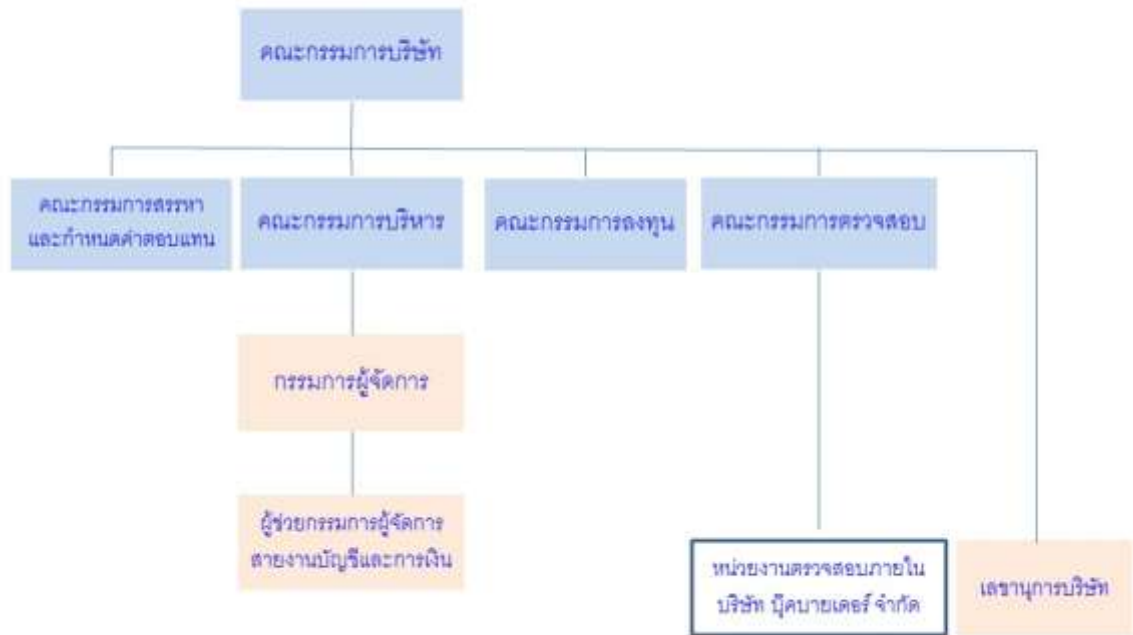 คณะกรรมการบริษัท
คณะกรรมการสรรหา
และกำหนดค่าตอบแทน
คณะกรรมการบริหาร
คณะกรรมการลงทุน
คณะกรรมการตรวจสอบ
กรรมการผู้จัดการ
ผู้ช่วยกรรมการผู้จัดการ
สายงานบัญชีและการเงิน
หน่วยงานตรวจสอบภายใน
บริษัท บุ๊คบายเดอร์ จำกัด
เลขานุการบริษัท